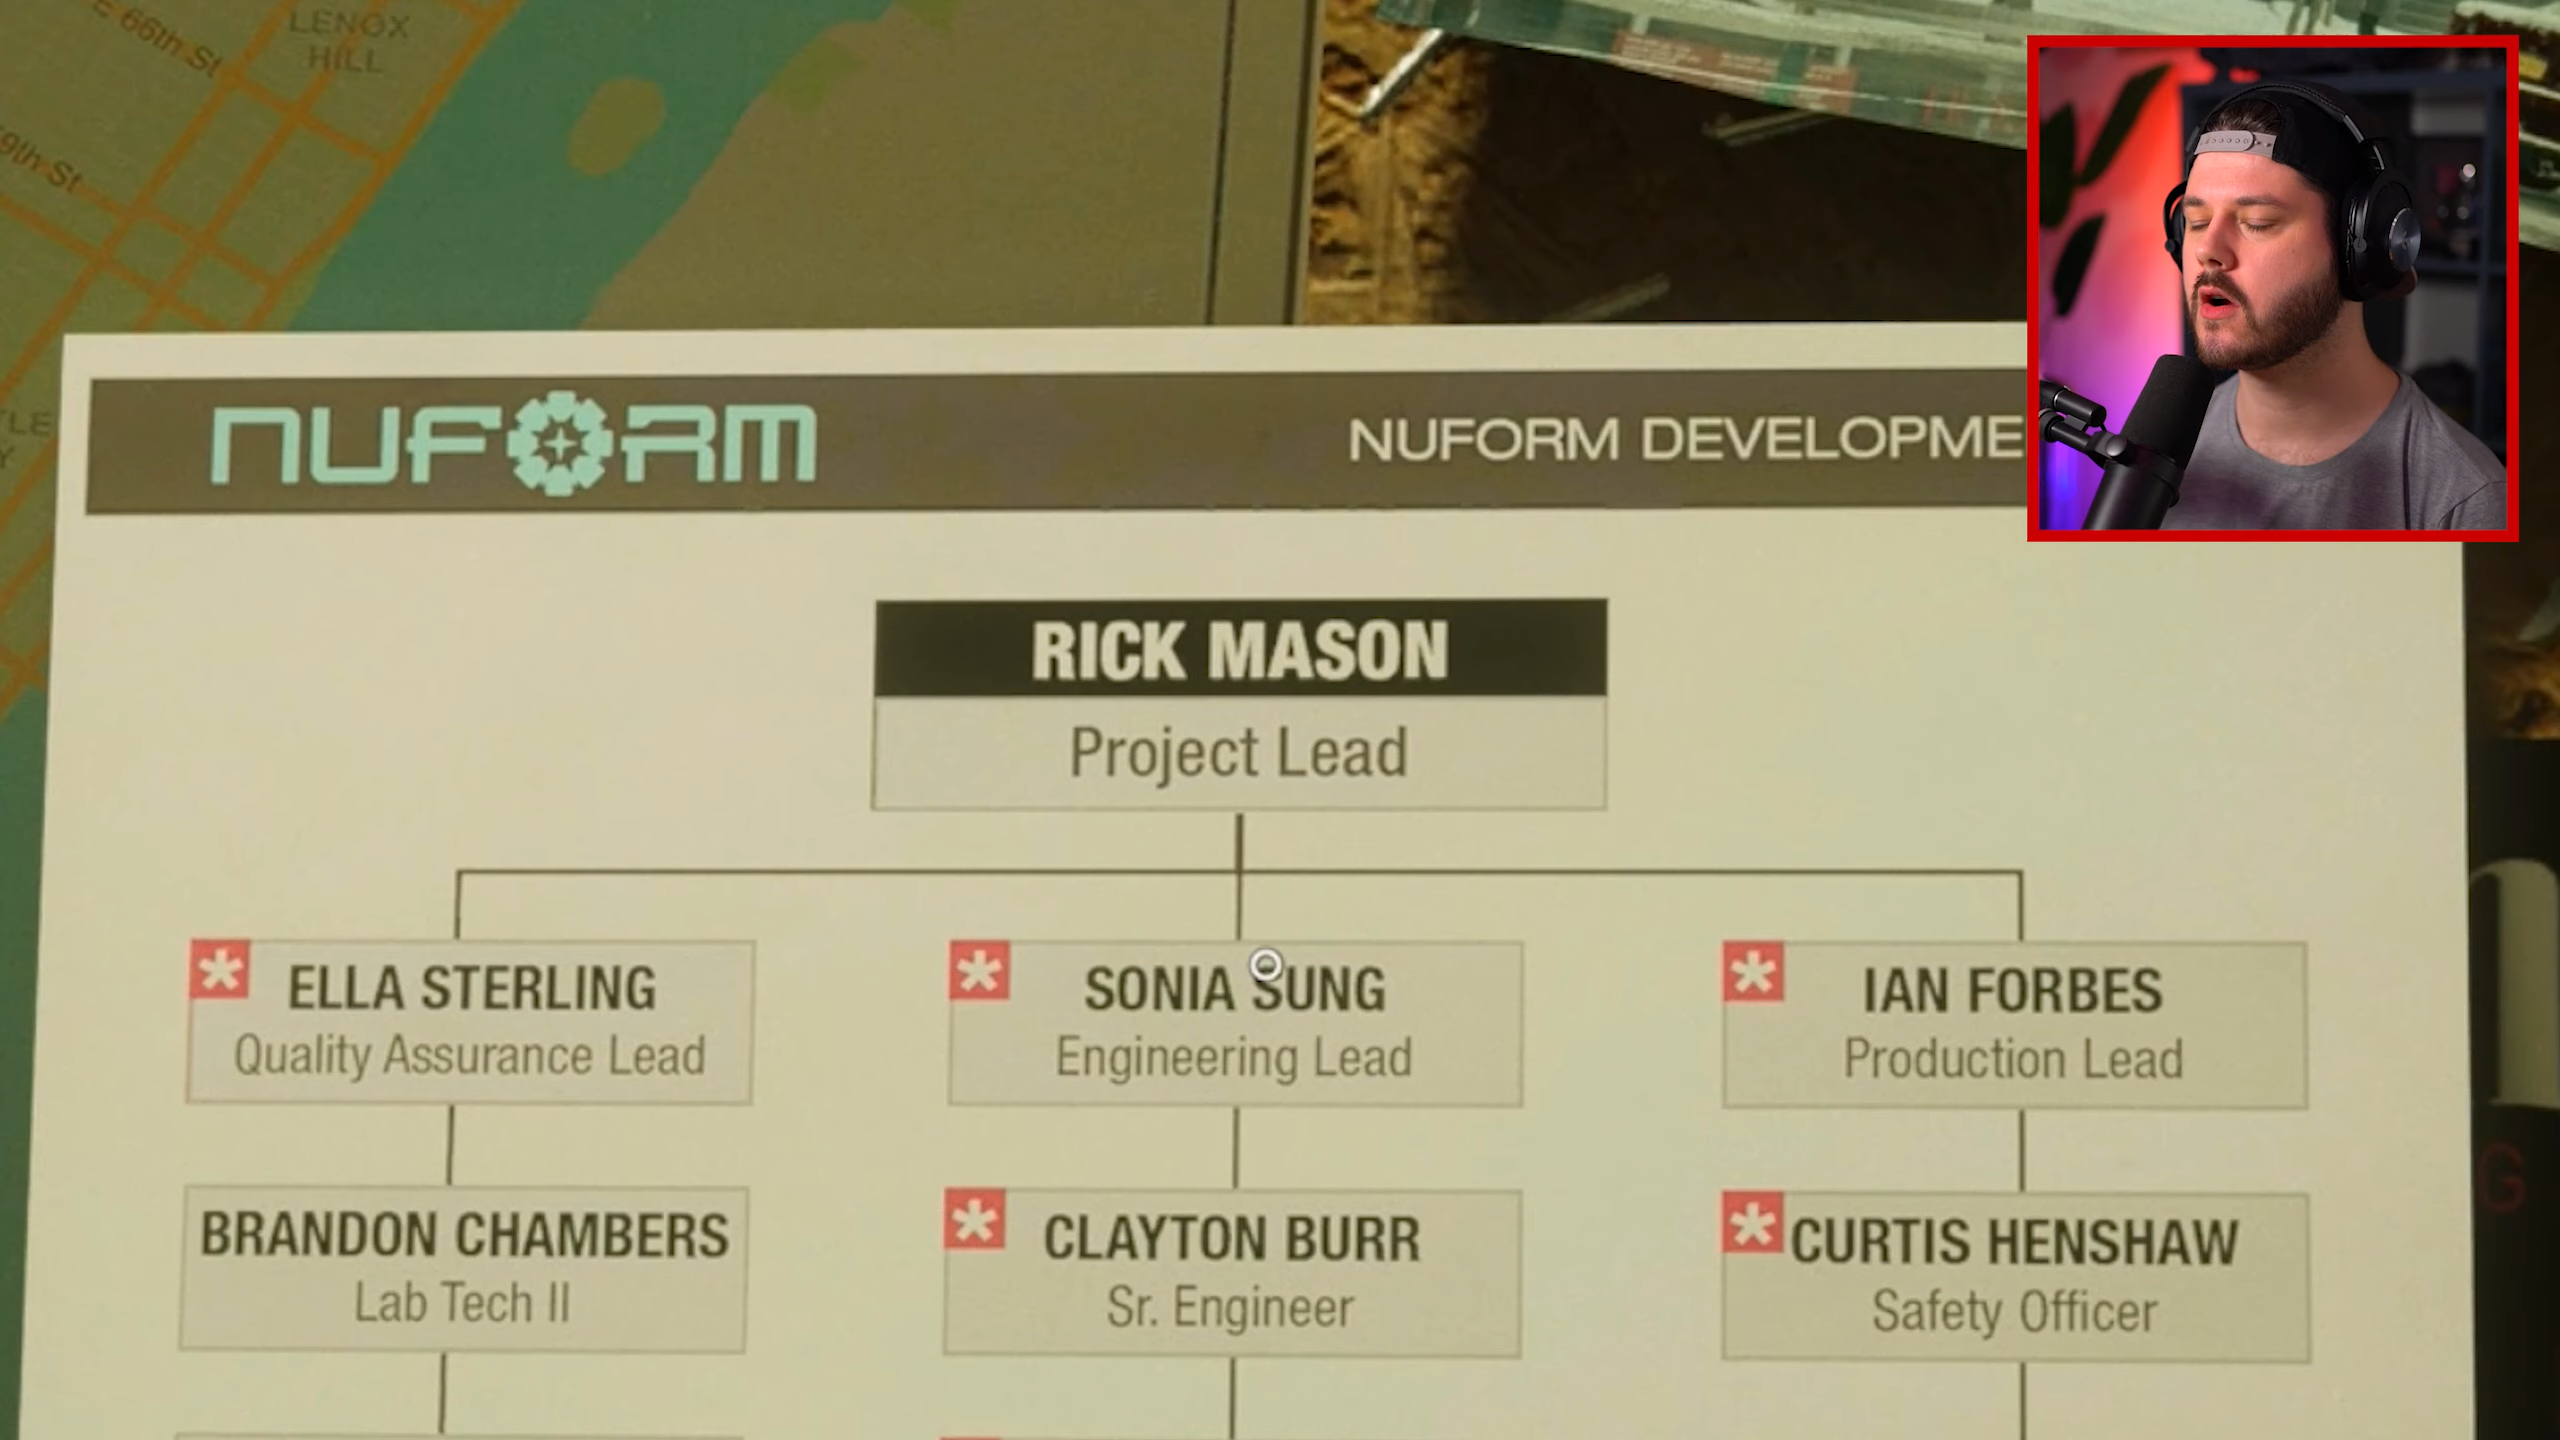 E 66th St
LENOX
HILL
9th St
TLE
Y
NUFORM
NUFORM DEVELOPME
RICK MASON
Project Lead
* ELLA STERLING
Quality Assurance Lead
* SONIA SUNG
Engineering Lead
* IAN FORBES
Production Lead
BRANDON CHAMBERS
Lab Tech II
* CLAYTON BURR
Sr. Engineer
* CURTIS HENSHAW
Safety Officer
G